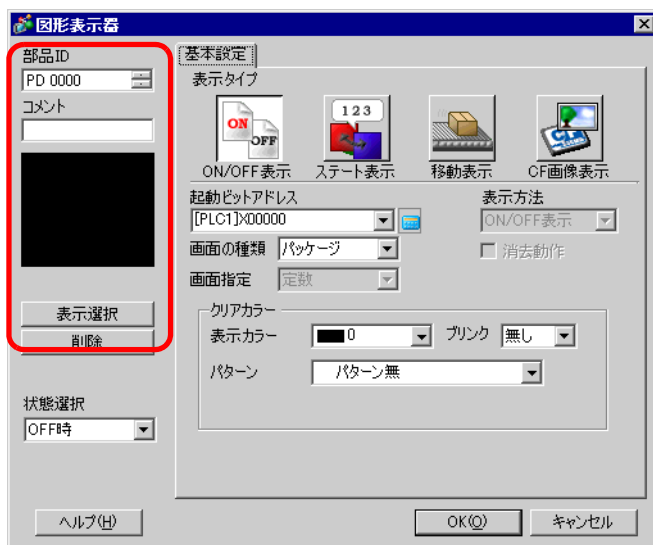 図形表示器
部品ID
PD 0000
コメント
表示選択
削除
状態選択
OFF時
基本設定
表示タイプ
ON
OFF
ON/OFF表示
1 2 3
ステート表示
移動表示
CF画像表示
起動ビットアドレス
[PLC1]X00000
表示方法
ON/OFF表示
画面の種類 パッケージ
消去動作
画面指定 定数
クリアカラー
表示カラー 0 ブリンク 無し
パターン パターン無
ヘルプ(H)
OK(O)
キャンセル